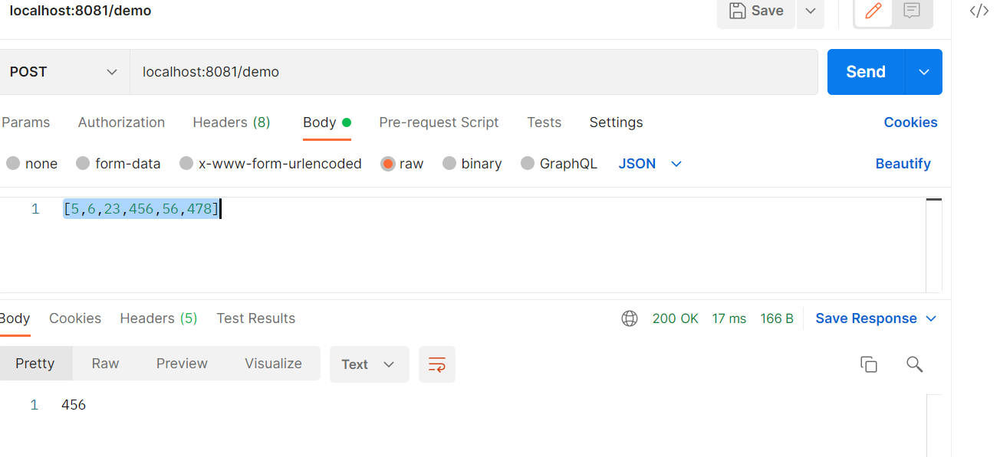 localhost:8081/demo
Save
</>
POST
localhost:8081/demo
Send
Params Authorization Headers (8) Body Pre-request Script Tests Settings Cookies
none form-data x-www-form-urlencoded raw binary GraphQL JSON Beautify
1 [5,6,23,456,56,478]
Body Cookies Headers (5) Test Results 200 OK 17 ms 166 B Save Response
Pretty Raw Preview Visualize Text
1 456